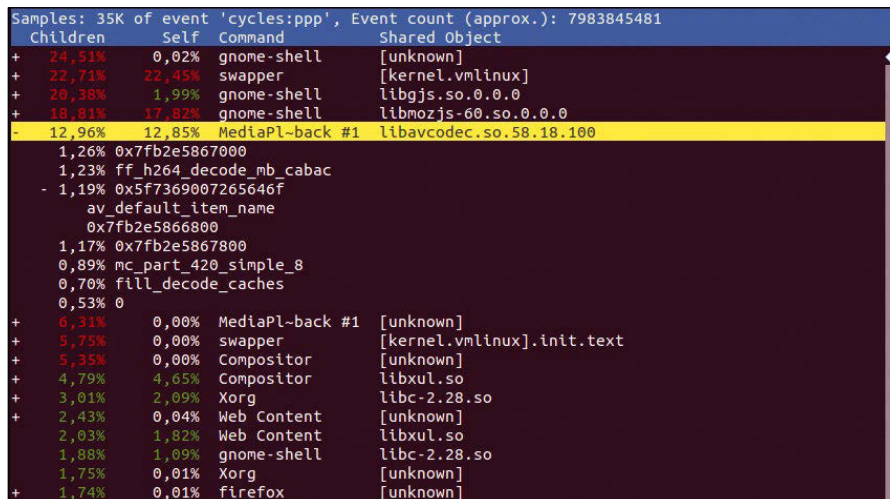 Samples: 35K of event 'cycles:ppp', Event count (approx.): 7983845481
Children Self Command Shared Object
+ 24,51% 0,02% gnome-shell [unknown]
+ 22,71% 22,45% swapper [kernel.vmlinux]
+ 20,38% 1,99% gnome-shell libgjs.so.0.0.0
+ 18,81% 17,82% gnome-shell libmozjs-60.so.0.0.0
- 12,96% 12,85% MediaPl~back #1 libavcodec.so.58.18.100
1,26% 0x7fb2e5867000
1,23% ff_h264_decode_mb_cabac
- 1,19% 0x5f7369007265646f
av_default_item_name
0x7fb2e5866800
1,17% 0x7fb2e5867800
0,89% mc_part_420_simple_8
0,70% fill_decode_caches
0,53% 0
+ 6,31% 0,00% MediaPl~back #1 [unknown]
+ 5,75% 0,00% swapper [kernel.vmlinux].init.text
+ 5,35% 0,00% Compositor [unknown]
+ 4,79% 4,65% Compositor libxul.so
+ 3,01% 2,09% Xorg libc-2.28.so
+ 2,43% 0,04% Web Content [unknown]
2,03% 1,82% Web Content libxul.so
1,88% 1,09% gnome-shell libc-2.28.so
1,75% 0,01% Xorg [unknown]
+ 1,74% 0,01% firefox [unknown]